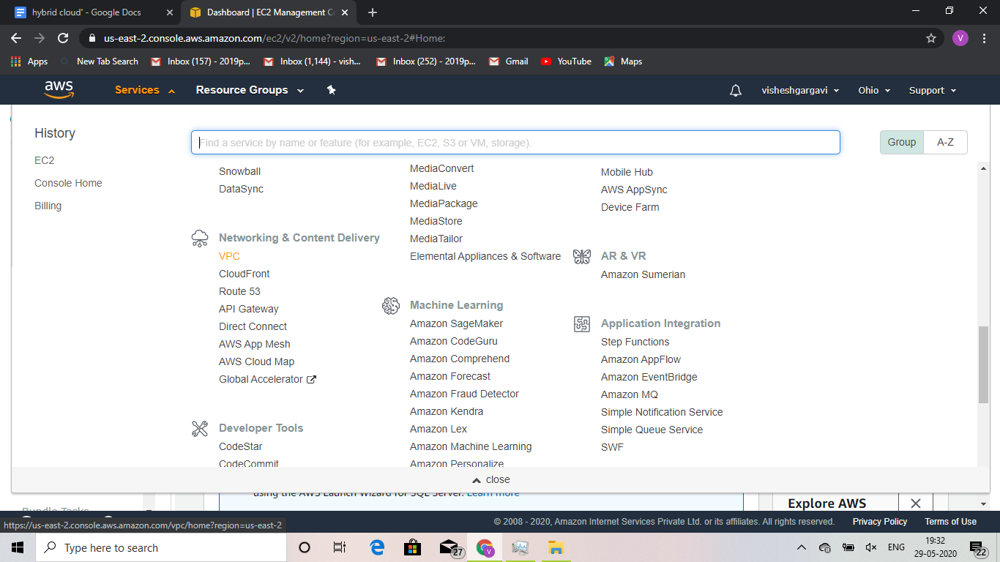 hybrid cloud' - Google Docs
Dashboard | EC2 Management Co
us-east-2.console.aws.amazon.com/ec2/v2/home?region=us-east-2#Home:
V
Apps
New Tab Search
Inbox (157) - 2019p...
Inbox (1,144) - vish...
Inbox (252) - 2019p...
Gmail
YouTube
Maps
aws
Services
Resource Groups
visheshgargavi
Ohio
Support
History
EC2
Console Home
Billing
Find a service by name or feature (for example, EC2, S3 or VM, storage).
Group
A-Z
Snowball
DataSync
Networking & Content Delivery
VPC
CloudFront
Route 53
API Gateway
Direct Connect
AWS App Mesh
AWS Cloud Map
Global Accelerator
Developer Tools
CodeStar
CodeCommit
MediaConvert
MediaLive
MediaPackage
MediaStore
MediaTailor
Elemental Appliances & Software
Machine Learning
Amazon SageMaker
Amazon CodeGuru
Amazon Comprehend
Amazon Forecast
Amazon Fraud Detector
Amazon Kendra
Amazon Lex
Amazon Machine Learning
Amazon Personalize
Mobile Hub
AWS AppSync
Device Farm
AR & VR
Amazon Sumerian
Application Integration
Step Functions
Amazon AppFlow
Amazon EventBridge
Amazon MQ
Simple Notification Service
Simple Queue Service
SWF
close
Bundle Tasks
using the AWS Launch Wizard for SQL Server. Learn more
Explore AWS
https://us-east-2.console.aws.amazon.com/vpc/home?region=us-east-2
© 2008 - 2020, Amazon Internet Services Private Ltd. or its affiliates. All rights reserved.
Privacy Policy
Terms of Use
Type here to search
27
V
ENG
19:32
29-05-2020
22